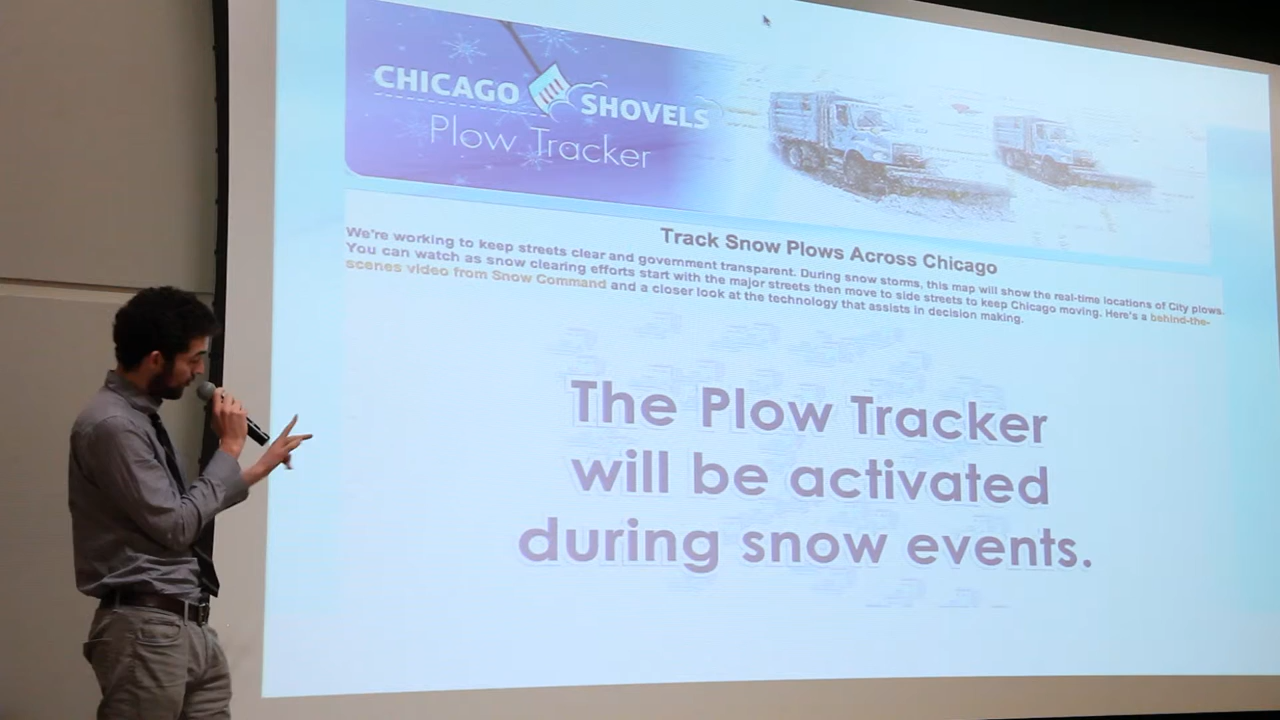 CHICAGO SHOVELS
Plow Tracker
Track Snow Plows Across Chicago
We're working to keep streets clear and government transparent. During snow storms, this map will show the real-time locations of City plows.
You can watch as snow clearing efforts start with the major streets then move to side streets to keep Chicago moving. Here's a behind-the-
scenes video from Snow Command and a closer look at the technology that assists in decision making.
The Plow Tracker
will be activated
during snow events.